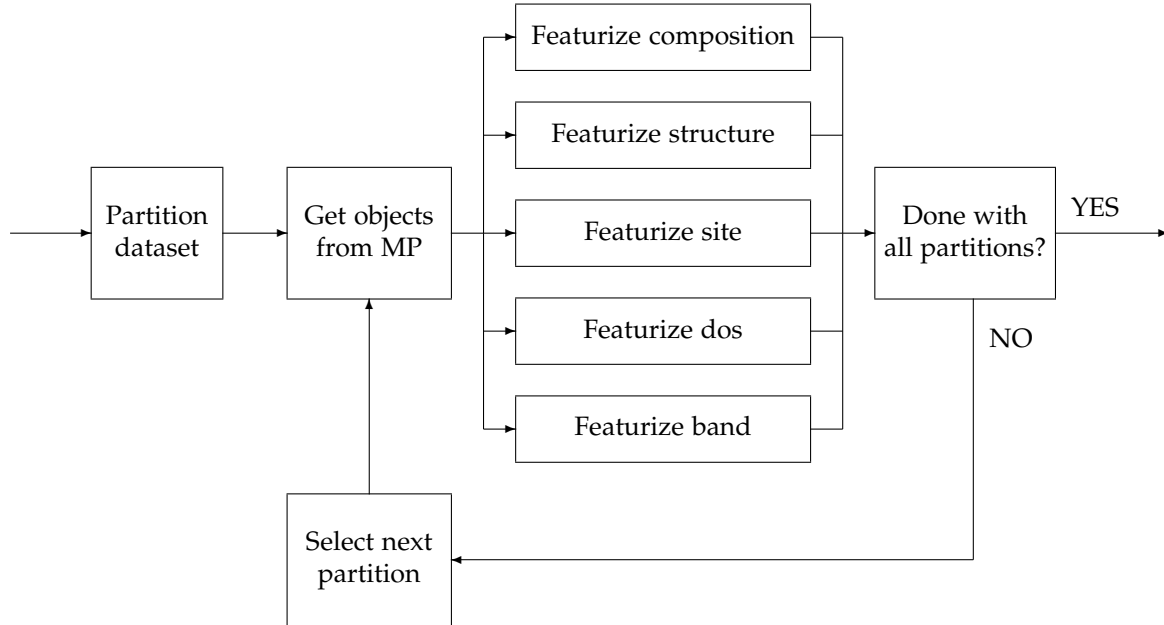 Partition
dataset
Get objects
from MP
Featurize composition
Featurize structure
Featurize site
Featurize dos
Featurize band
Done with
all partitions?
YES
NO
Select next
partition